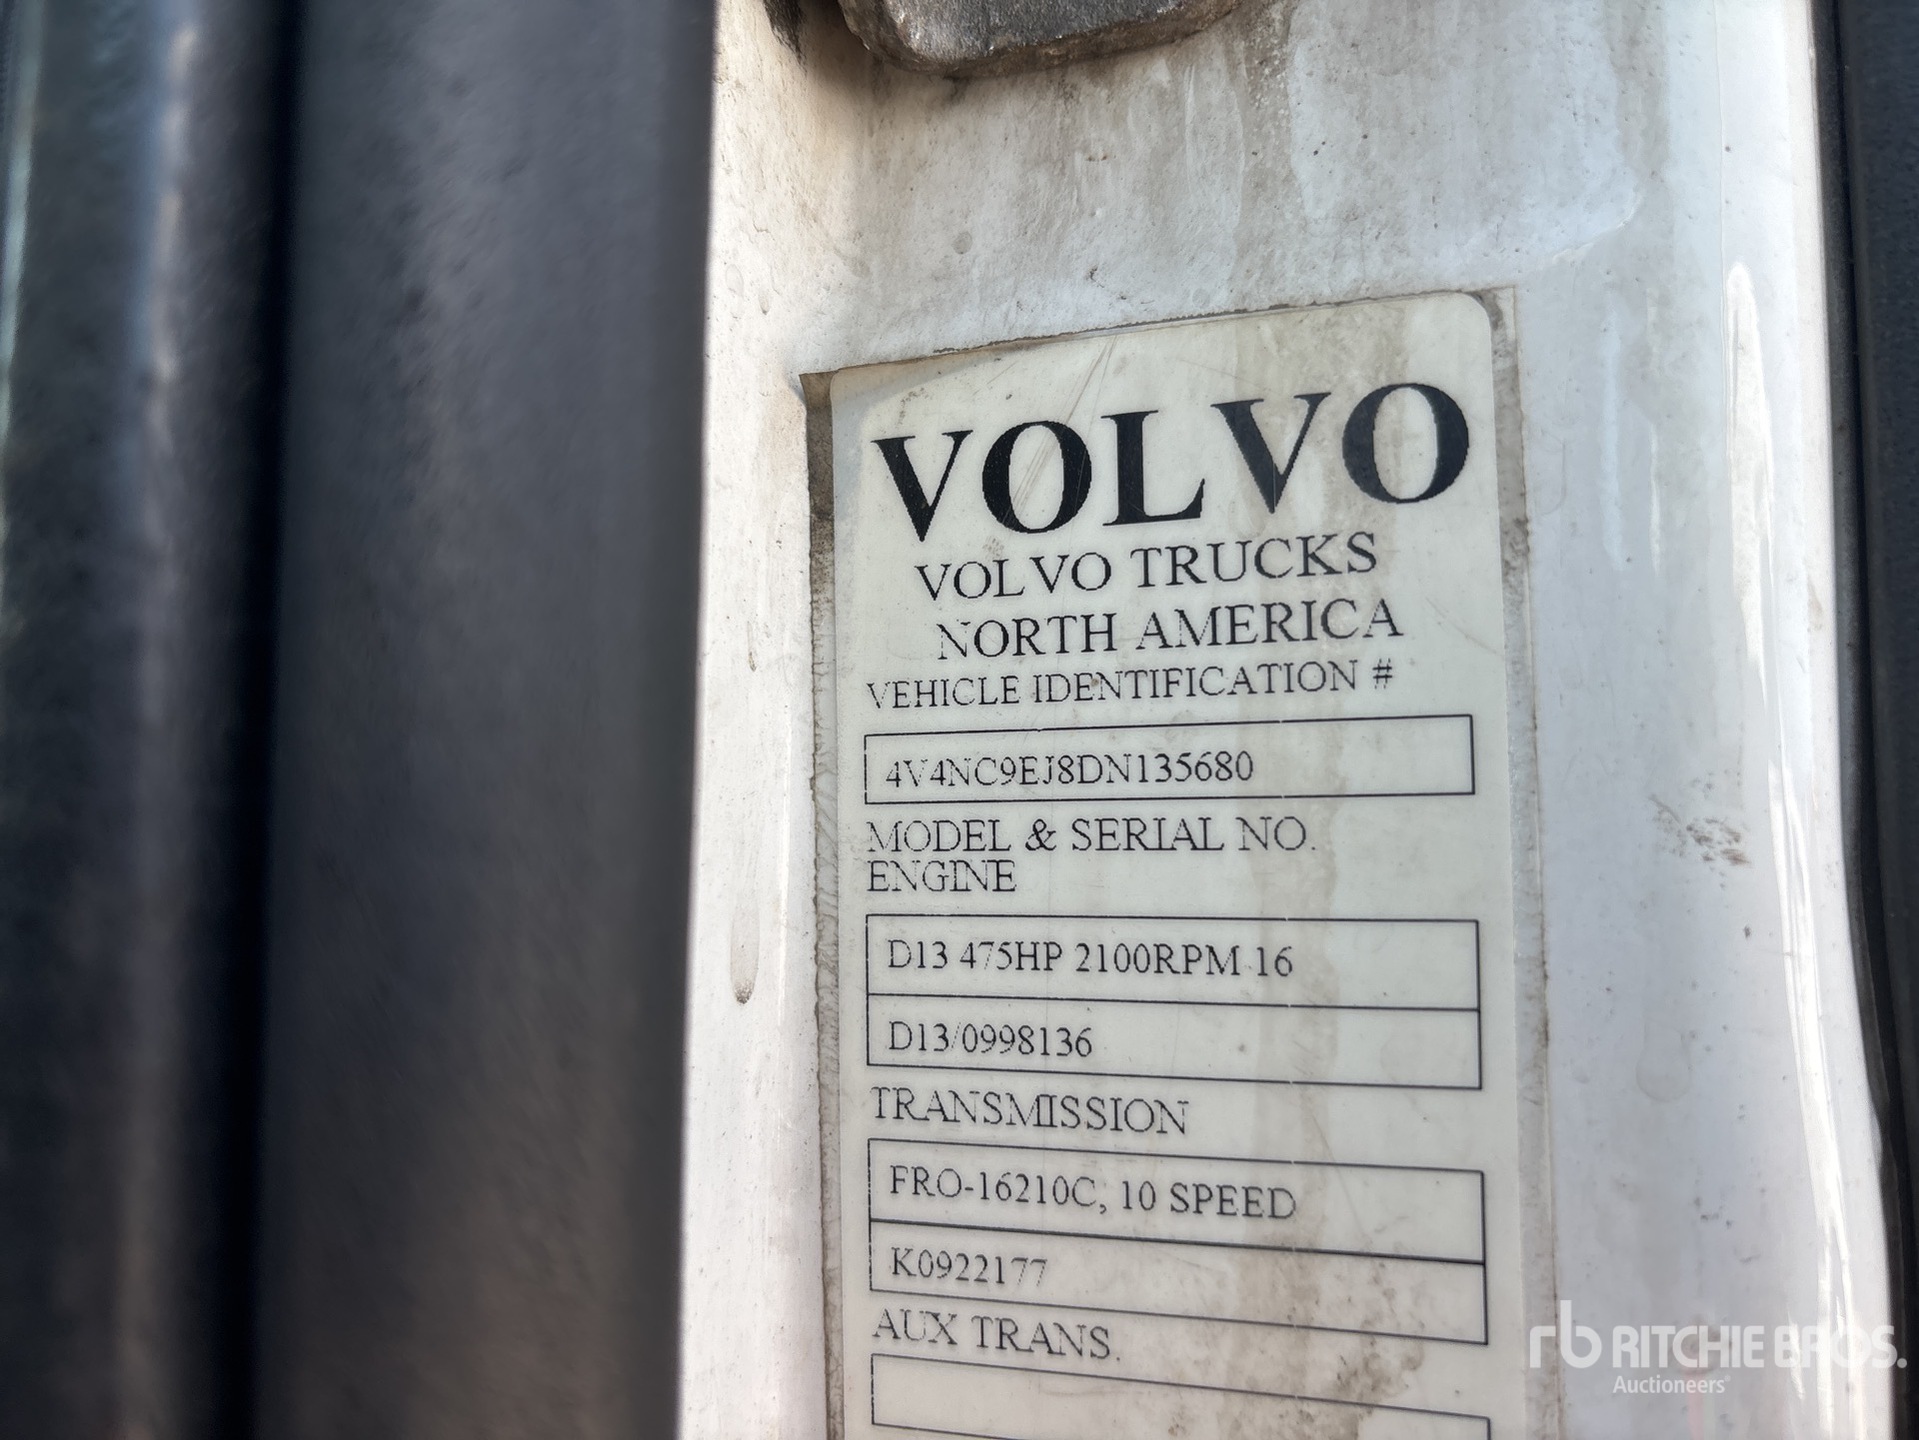 VOLVO
VOLVO TRUCKS
NORTH AMERICA
VEHICLE IDENTIFICATION #
4V4NC9EJ8DN135680
MODEL & SERIAL NO.
ENGINE
D13 475HP 2100RPM 16
D13/0998136
TRANSMISSION
FRO-16210C, 10 SPEED
K0922177
AUX TRANS.
rb RITCHIE BROS.
Auctioneers